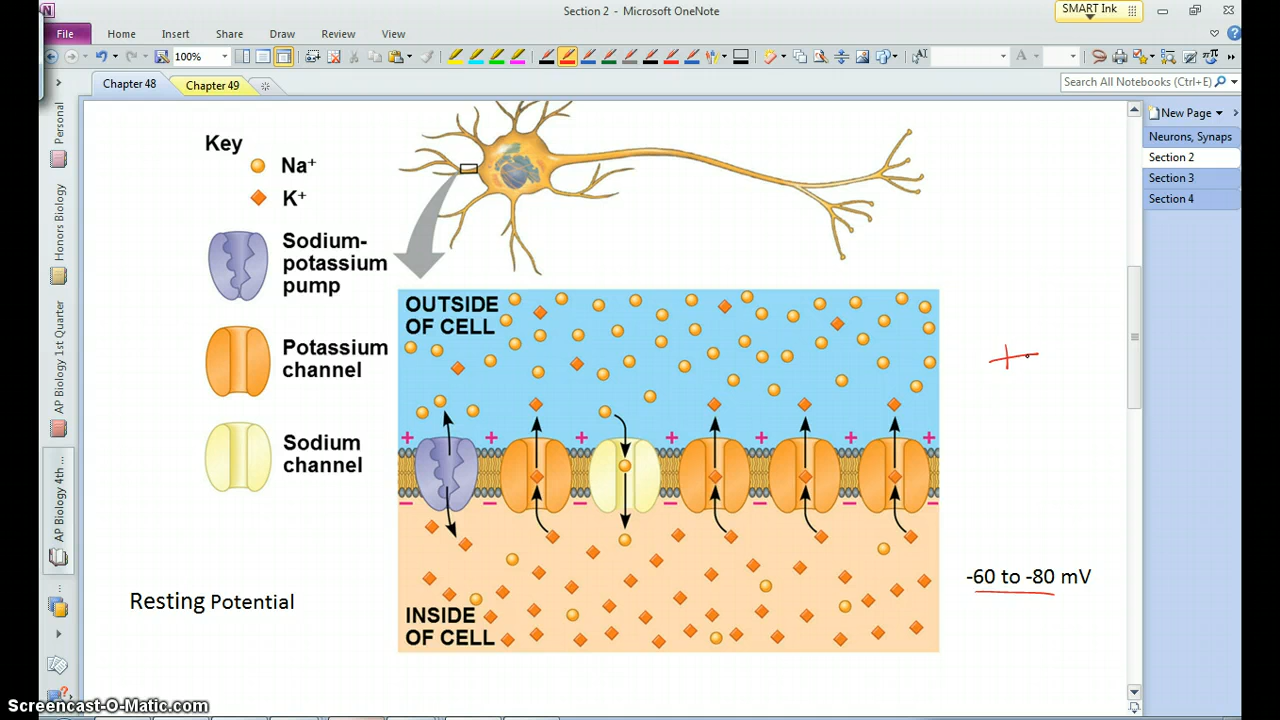 Section 2 - Microsoft OneNote
SMART Ink
File Home Insert Share Draw Review View
100%
Chapter 48 Chapter 49
Search All Notebooks (Ctrl+E)
New Page
Neurons, Synaps
Section 2
Section 3
Section 4
Personal
Honors Biology
AP Biology 1st Quarter
AP Biology 4th ...
Key
Na⁺
K⁺
Sodium-
potassium
pump
Potassium
channel
Sodium
channel
OUTSIDE
OF CELL
+ + + + + + +
− − − − − − −
INSIDE
OF CELL
+
-60 to -80 mV
Resting Potential
Screencast-O-Matic.com